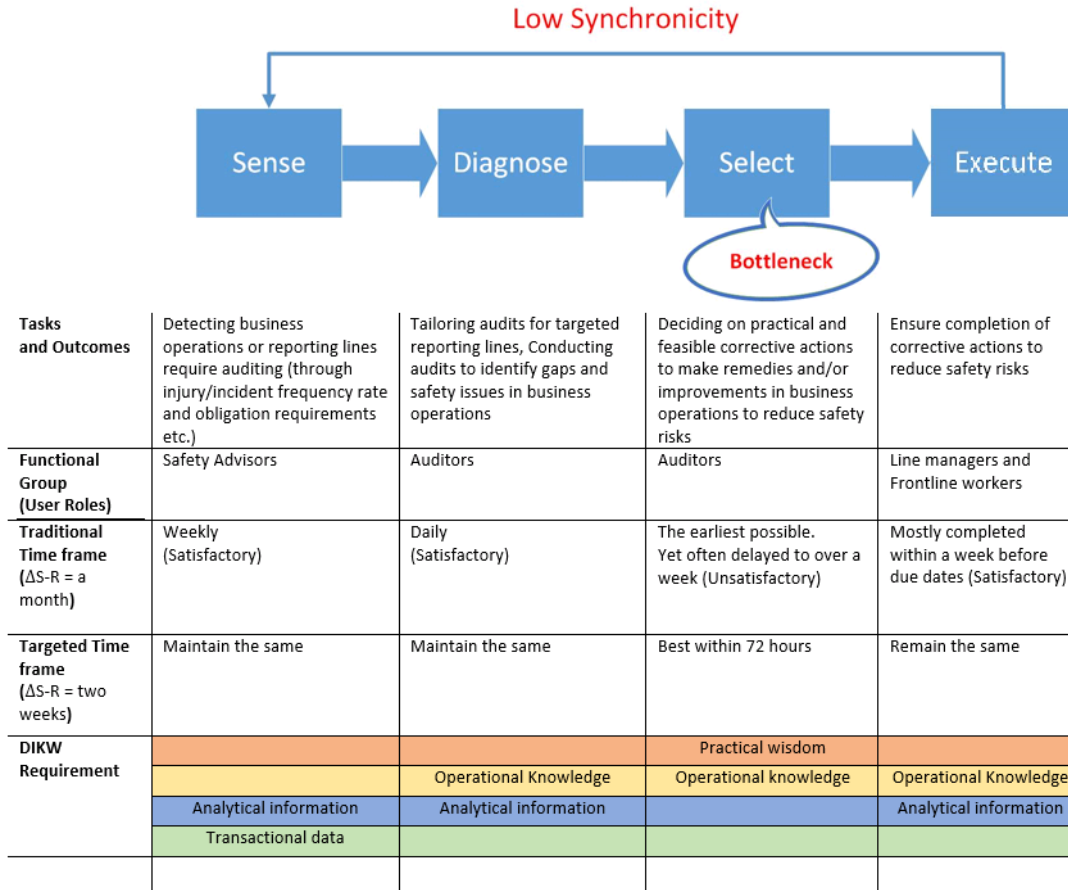 Low Synchronicity
Sense
Diagnose
Select
Execute
Bottleneck
Tasks
and Outcomes
Detecting business
operations or reporting lines
require auditing (through
injury/incident frequency rate
and obligation requirements
etc.)
Tailoring audits for targeted
reporting lines, Conducting
audits to identify gaps and
safety issues in business
operations
Deciding on practical and
feasible corrective actions
to make remedies and/or
improvements in business
operations to reduce safety
risks
Ensure completion of
corrective actions to
reduce safety risks
Functional
Group
(User Roles)
Safety Advisors
Auditors
Auditors
Line managers and
Frontline workers
Traditional
Time frame
(ΔS-R = a
month)
Weekly
(Satisfactory)
Daily
(Satisfactory)
The earliest possible.
Yet often delayed to over a
week (Unsatisfactory)
Mostly completed
within a week before
due dates (Satisfactory)
Targeted Time
frame
(ΔS-R = two
weeks)
Maintain the same
Maintain the same
Best within 72 hours
Remain the same
DIKW
Requirement
Practical wisdom
Operational Knowledge
Operational knowledge
Operational Knowledge
Analytical information
Analytical information
Analytical information
Transactional data